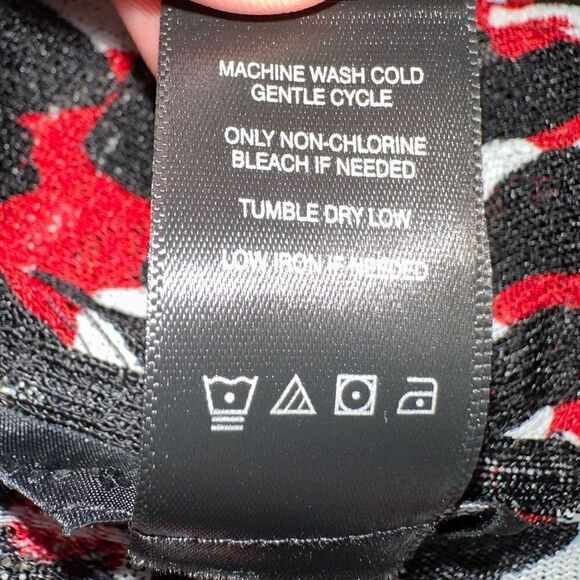 MACHINE WASH COLD
GENTLE CYCLE
ONLY NON-CHLORINE
BLEACH IF NEEDED
TUMBLE DRY LOW
LOW IRON IF NEEDED